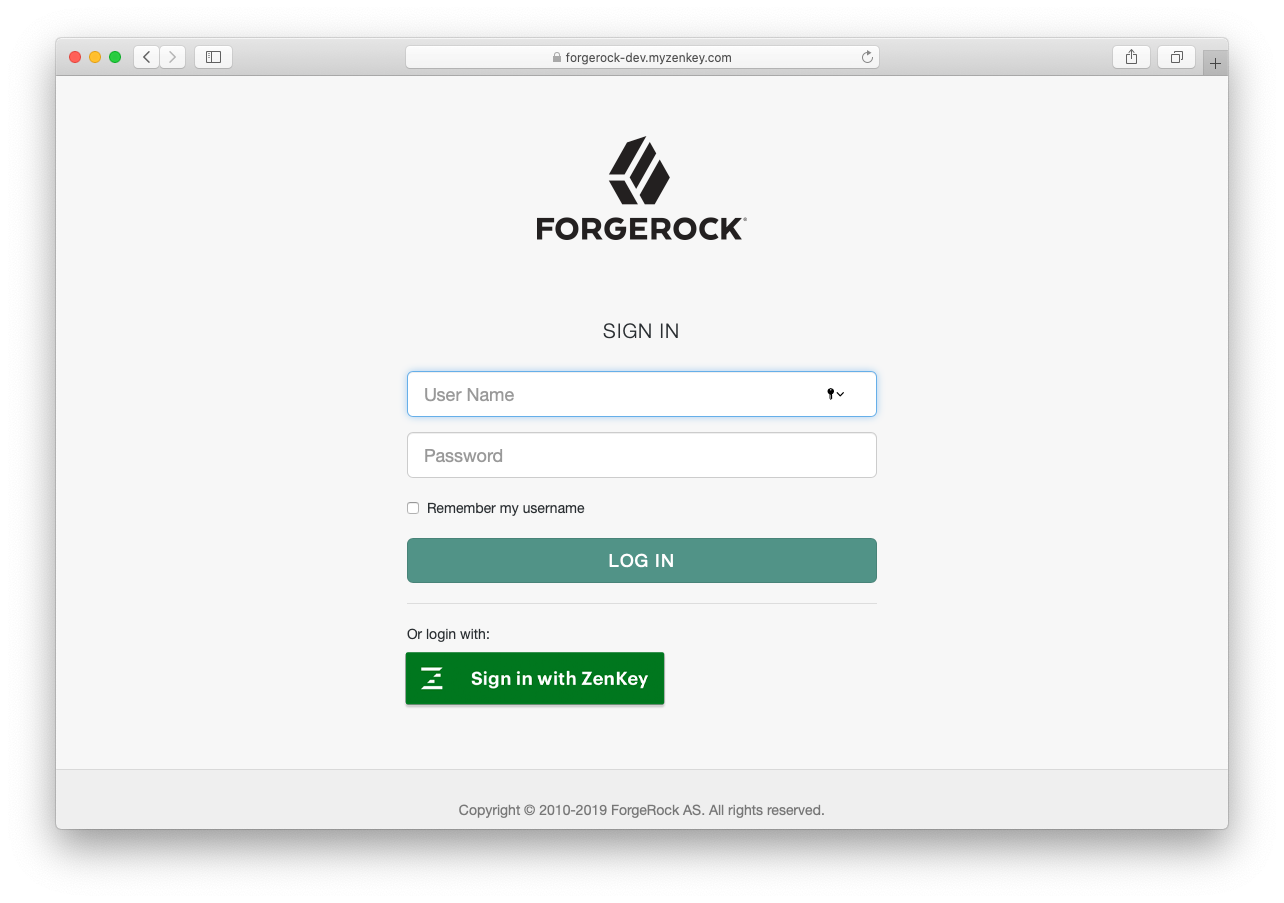 forgerock-dev.myzenkey.com
FORGEROCK
SIGN IN
User Name
Password
Remember my username
LOG IN
Or login with:
Sign in with ZenKey
Copyright © 2010-2019 ForgeRock AS. All rights reserved.